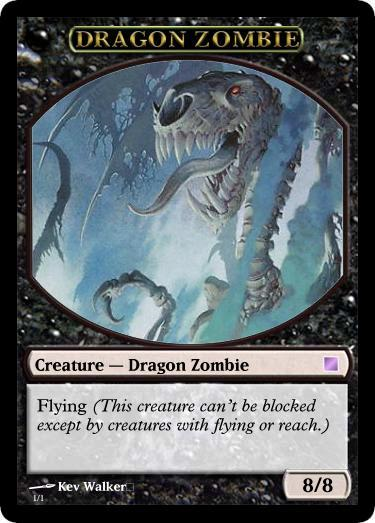 DRAGON ZOMBIE
Creature — Dragon Zombie
Flying (This creature can't be blocked
except by creatures with flying or reach.)
Kev Walker
8/8
1/1